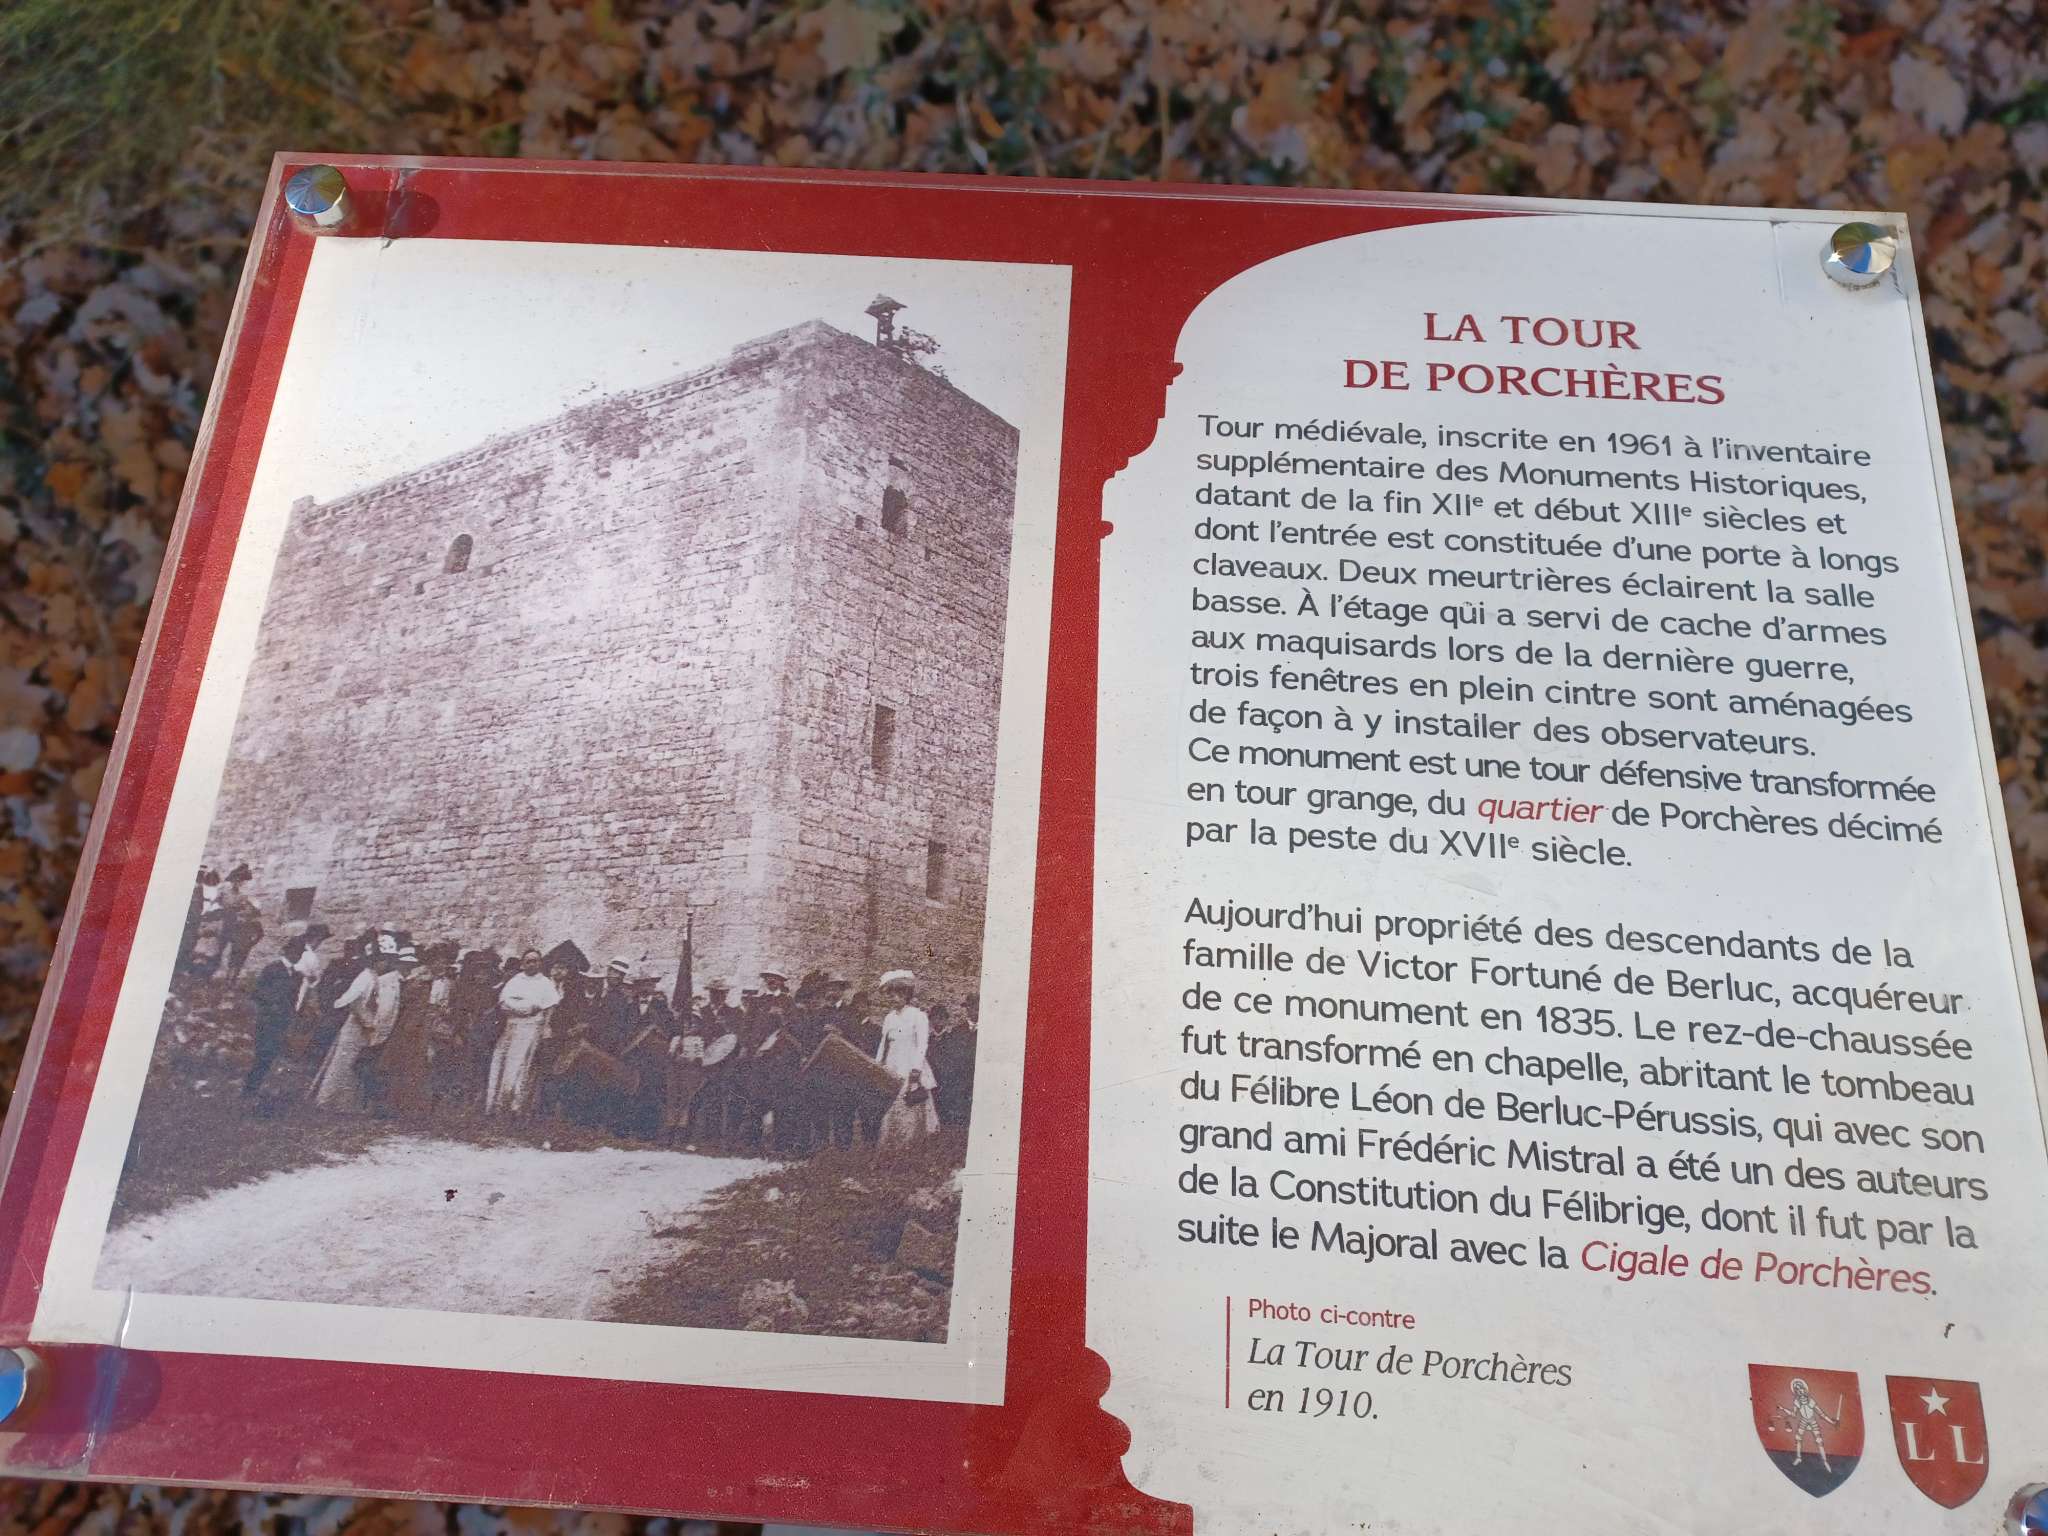 LA TOUR
DE PORCHÈRES
Tour médiévale, inscrite en 1961 à l'inventaire
supplémentaire des Monuments Historiques,
datant de la fin XIIe et début XIIIe siècles et
dont l'entrée est constituée d'une porte à longs
claveaux. Deux meurtrières éclairent la salle
basse. À l'étage qui a servi de cache d'armes
aux maquisards lors de la dernière guerre,
trois fenêtres en plein cintre sont aménagées
de façon à y installer des observateurs.
Ce monument est une tour défensive transformée
en tour grange, du quartier de Porchères décimé
par la peste du XVIIe siècle.
Aujourd'hui propriété des descendants de la
famille de Victor Fortuné de Berluc, acquéreur
de ce monument en 1835. Le rez-de-chaussée
fut transformé en chapelle, abritant le tombeau
du Félibre Léon de Berluc-Pérussis, qui avec son
grand ami Frédéric Mistral a été un des auteurs
de la Constitution du Félibrige, dont il fut par la
suite le Majoral avec la Cigale de Porchères.
Photo ci-contre
La Tour de Porchères
en 1910.
L L